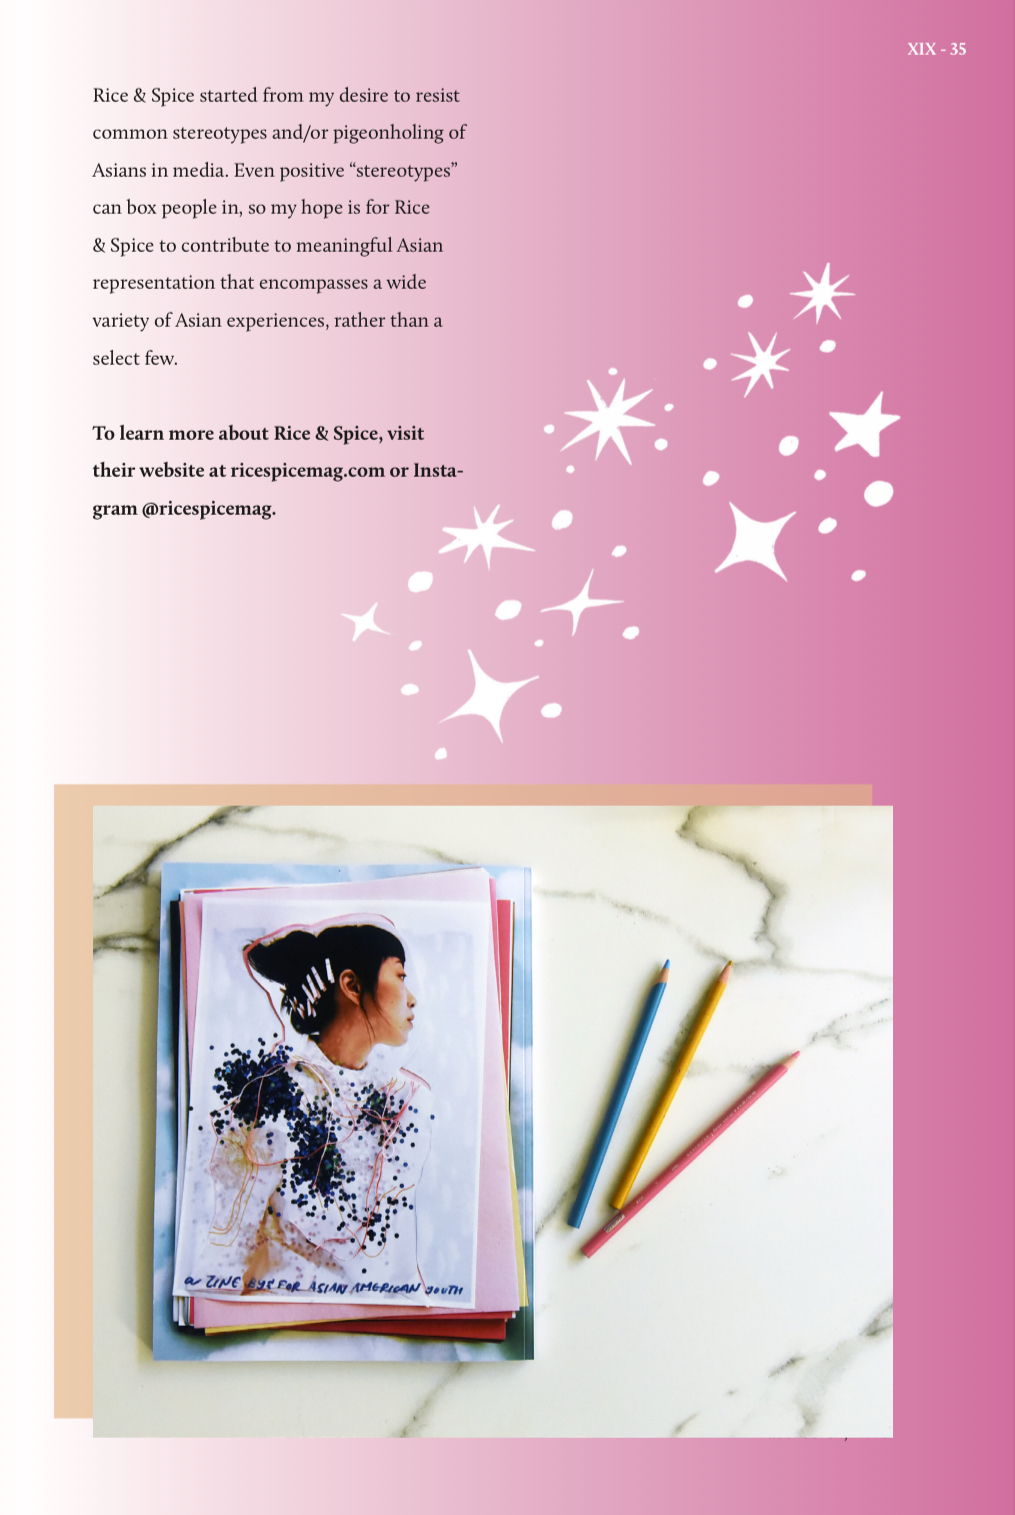 XIX - 35
Rice & Spice started from my desire to resist
common stereotypes and/or pigeonholing of
Asians in media. Even positive “stereotypes”
can box people in, so my hope is for Rice
& Spice to contribute to meaningful Asian
representation that encompasses a wide
variety of Asian experiences, rather than a
select few.
To learn more about Rice & Spice, visit
their website at ricespicemag.com or Insta-
gram @ricespicemag.
a ZINE BY & FOR ASIAN AMERICAN YOUTH